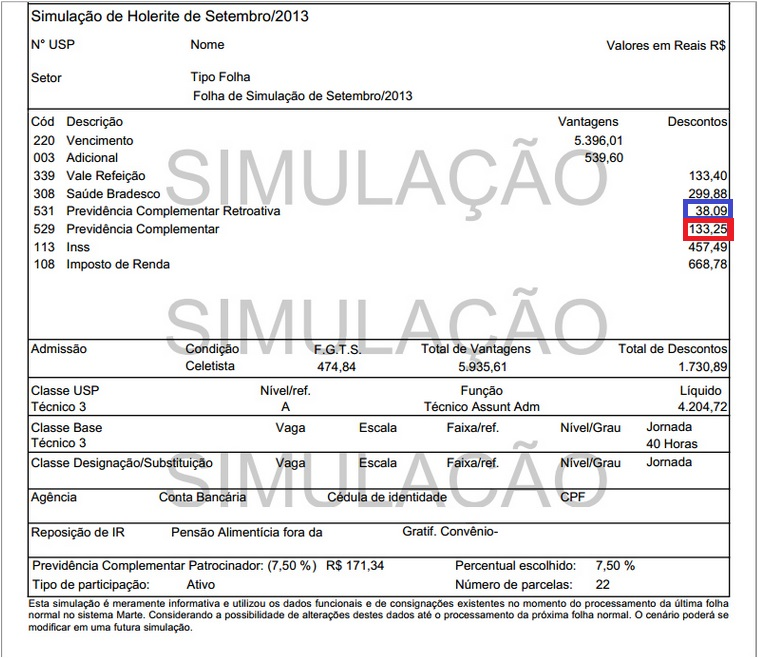 Simulação de Holerite de Setembro/2013
N° USP Nome Valores em Reais R$
Setor Tipo Folha
Folha de Simulação de Setembro/2013
Cód Descrição Vantagens Descontos
220 Vencimento 5.396,01
003 Adicional 539,60
339 Vale Refeição 133,40
308 Saúde Bradesco 299,88
531 Previdência Complementar Retroativa 38,09
529 Previdência Complementar 133,25
113 Inss 457,49
108 Imposto de Renda 668,78
SIMULAÇÃO
SIMULAÇÃO
Admissão Condição F.G.T.S. Total de Vantagens Total de Descontos
Celetista 474,84 5.935,61 1.730,89
Classe USP Nível/ref. Função Líquido
Técnico 3 A Técnico Assunt Adm 4.204,72
Classe Base Vaga Escala Faixa/ref. Nível/Grau Jornada
Técnico 3 40 Horas
Classe Designação/Substituição Vaga Escala Faixa/ref. Nível/Grau Jornada
SIMULAÇÃO
Agência Conta Bancária Cédula de identidade CPF
Reposição de IR Pensão Alimentícia fora da Gratif. Convênio-
Previdência Complementar Patrocinador: (7,50 %) R$ 171,34 Percentual escolhido: 7,50 %
Tipo de participação: Ativo Número de parcelas: 22
Esta simulação é meramente informativa e utilizou os dados funcionais e de consignações existentes no momento do processamento da última folha
normal no sistema Marte. Considerando a possibilidade de alterações destes dados até o processamento da próxima folha normal. O cenário poderá se
modificar em uma futura simulação.